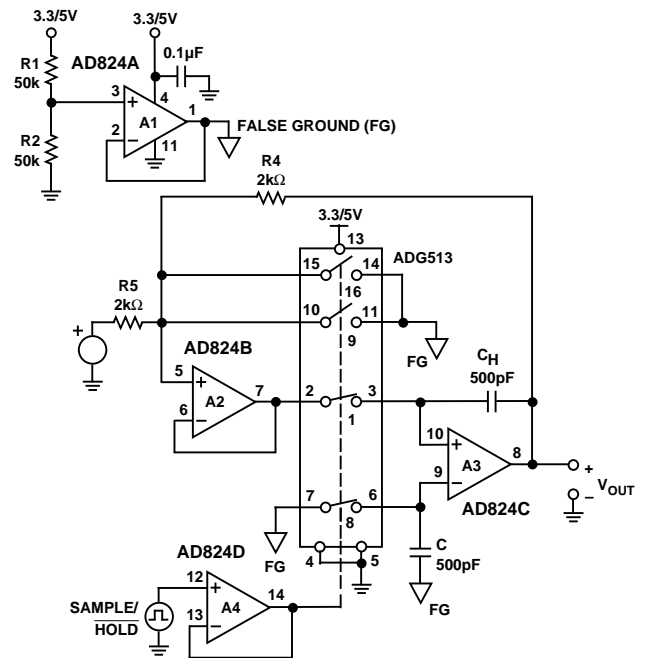 3.3/5V
3.3/5V
R1
50k
AD824A
0.1µF
3
+
4
A1
1
2
–
11
FALSE GROUND (FG)
R2
50k
R4
2kΩ
3.3/5V
13
ADG513
15
14
16
10
11
9
R5
2kΩ
+
FG
AD824B
5
+
A2
7
6
–
2
3
1
CH
500pF
10
+
A3
8
9
–
+
VOUT
–
AD824C
7
6
8
FG
4
5
C
500pF
FG
AD824D
12
+
14
A4
13
–
SAMPLE/
HOLD